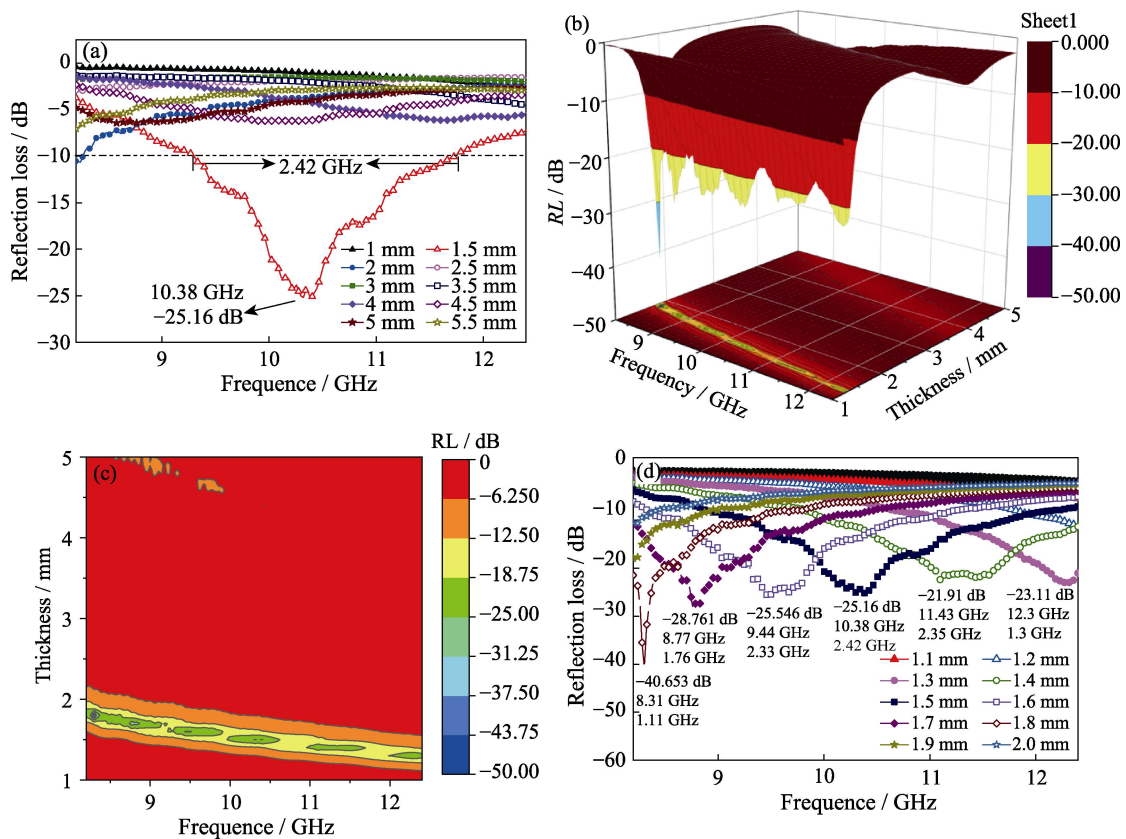 (a)
0
−5
−10
−15
−20
−25
−30
Reflection loss / dB
2.42 GHz
10.38 GHz
−25.16 dB
1 mm
1.5 mm
2 mm
2.5 mm
3 mm
3.5 mm
4 mm
4.5 mm
5 mm
5.5 mm
9
10
11
12
Frequence / GHz
(b)
Sheet1
0
−10
−20
−30
−40
−50
RL / dB
0.000
−10.00
−20.00
−30.00
−40.00
−50.00
9
10
11
12
Frequency / GHz
1
2
3
4
5
Thickness / mm
(c)
RL / dB
5
4
3
2
1
Thickness / mm
0
−6.250
−12.50
−18.75
−25.00
−31.25
−37.50
−43.75
−50.00
9
10
11
12
Frequence / GHz
(d)
0
−10
−20
−30
−40
−50
−60
Reflection loss / dB
−40.653 dB
8.31 GHz
1.11 GHz
−28.761 dB
8.77 GHz
1.76 GHz
−25.546 dB
9.44 GHz
2.33 GHz
−25.16 dB
10.38 GHz
2.42 GHz
−21.91 dB
11.43 GHz
2.35 GHz
−23.11 dB
12.3 GHz
1.3 GHz
1.1 mm
1.2 mm
1.3 mm
1.4 mm
1.5 mm
1.6 mm
1.7 mm
1.8 mm
1.9 mm
2.0 mm
9
10
11
12
Frequence / GHz